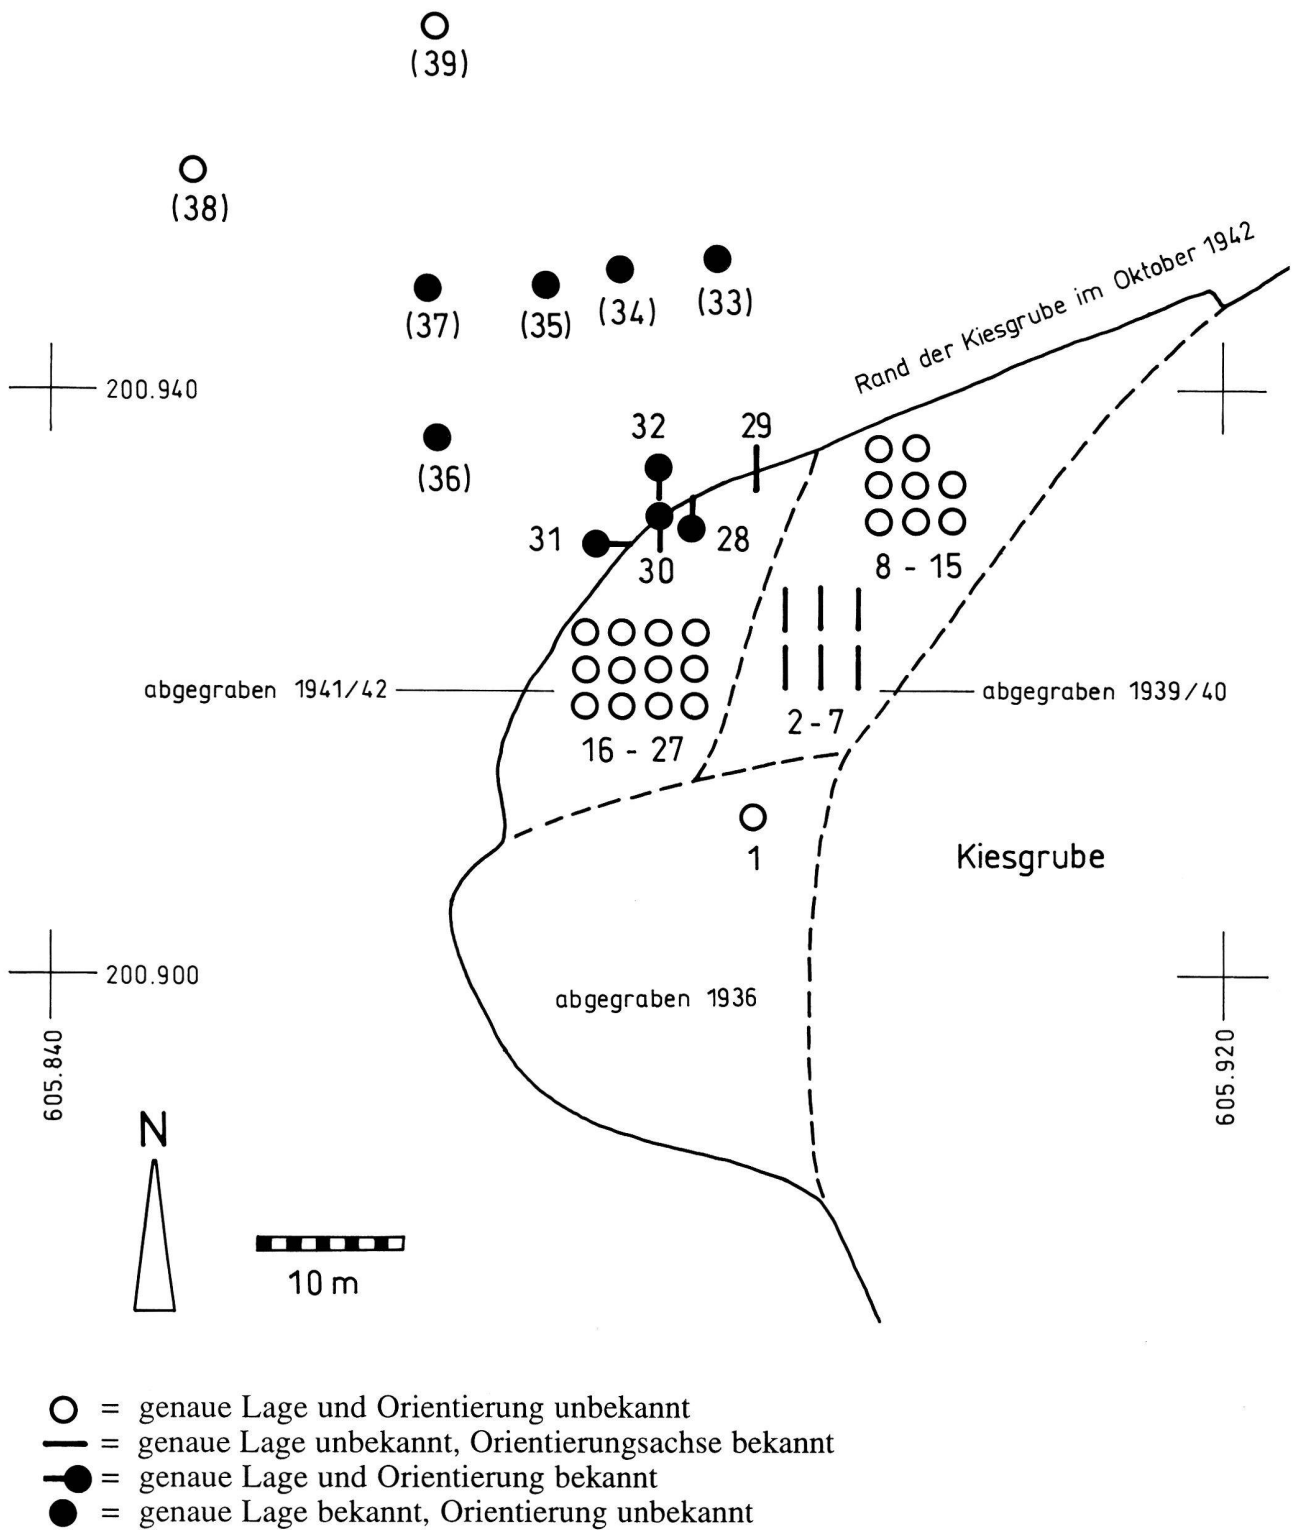 (39)
(38)
Rand der Kiesgrube im Oktober 1942
(37)
(35)
(34)
(33)
200.940
32
29
(36)
31
28
30
8 - 15
abgegraben 1941/42
abgegraben 1939/40
2 - 7
16 - 27
1
Kiesgrube
200.900
abgegraben 1936
605.840
605.920
N
10 m
= genaue Lage und Orientierung unbekannt
= genaue Lage unbekannt, Orientierungsachse bekannt
= genaue Lage und Orientierung bekannt
= genaue Lage bekannt, Orientierung unbekannt